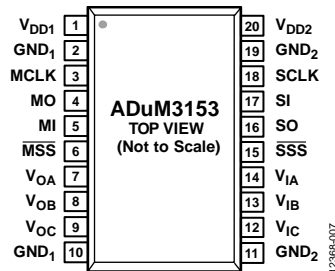 VDD1 1 20 VDD2
GND1 2 19 GND2
MCLK 3 18 SCLK
MO 4 17 SI
MI 5 16 SO
MSS 6 15 SSS
VOA 7 14 VIA
VOB 8 13 VIB
VOC 9 12 VIC
GND1 10 11 GND2
ADuM3153
TOP VIEW
(Not to Scale)
12368-007